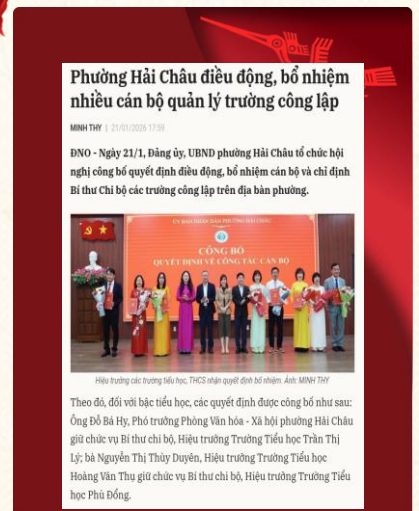 Phường Hải Châu điều động, bổ nhiệm
nhiều cán bộ quản lý trường công lập
MINH THY | 21/01/2026 17:59
ĐNO - Ngày 21/1, Đảng ủy, UBND phường Hải Châu tổ chức hội
nghị công bố quyết định điều động, bổ nhiệm cán bộ và chỉ định
Bí thư Chi bộ các trường công lập trên địa bàn phường.
ỦY BAN NHÂN DÂN PHƯỜNG HẢI CHÂU
CÔNG BỐ
QUYẾT ĐỊNH VỀ CÔNG TÁC CÁN BỘ
Hiệu trưởng các trường tiểu học, THCS nhận quyết định bổ nhiệm. Ảnh: MINH THY
Theo đó, đối với bậc tiểu học, các quyết định được công bố như sau:
Ông Đỗ Bá Hy, Phó trưởng Phòng Văn hóa - Xã hội phường Hải Châu
giữ chức vụ Bí thư chi bộ, Hiệu trưởng Trường Tiểu học Trần Thị
Lý; bà Nguyễn Thị Thùy Duyên, Hiệu trưởng Trường Tiểu học
Hoàng Văn Thụ giữ chức vụ Bí thư chi bộ, Hiệu trưởng Trường Tiểu
học Phù Đổng.